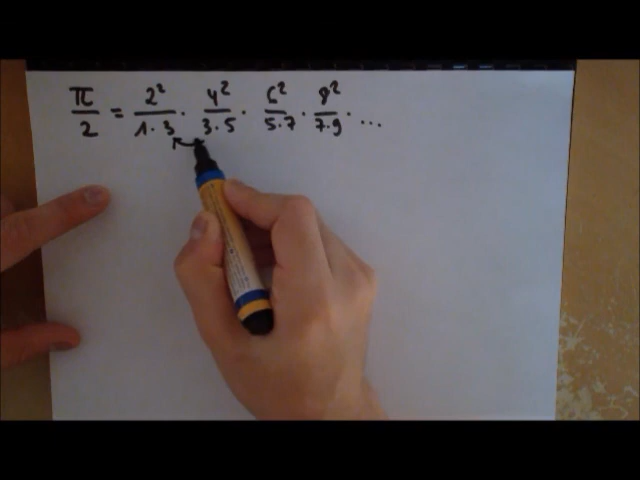 π/2 = 2²/1·3 · 4²/3·5 · 6²/5·7 · 8²/7·9 · ...